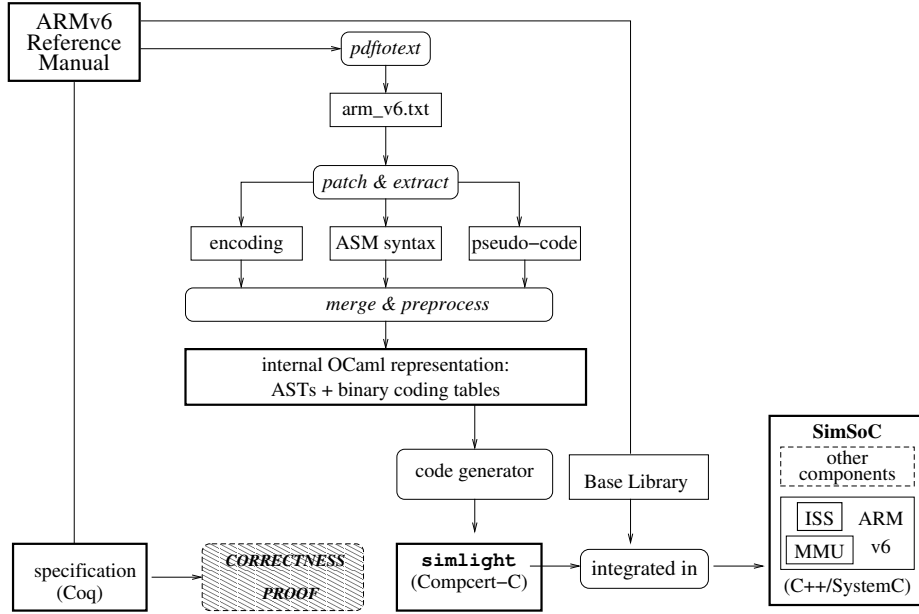 ARMv6
Reference
Manual
pdftotext
arm_v6.txt
patch & extract
encoding
ASM syntax
pseudo−code
merge & preprocess
internal OCaml representation:
ASTs + binary coding tables
code generator
Base Library
SimSoC
other
components
ISS
ARM
MMU
v6
(C++/SystemC)
specification
(Coq)
CORRECTNESS
PROOF
simlight
(Compcert−C)
integrated in